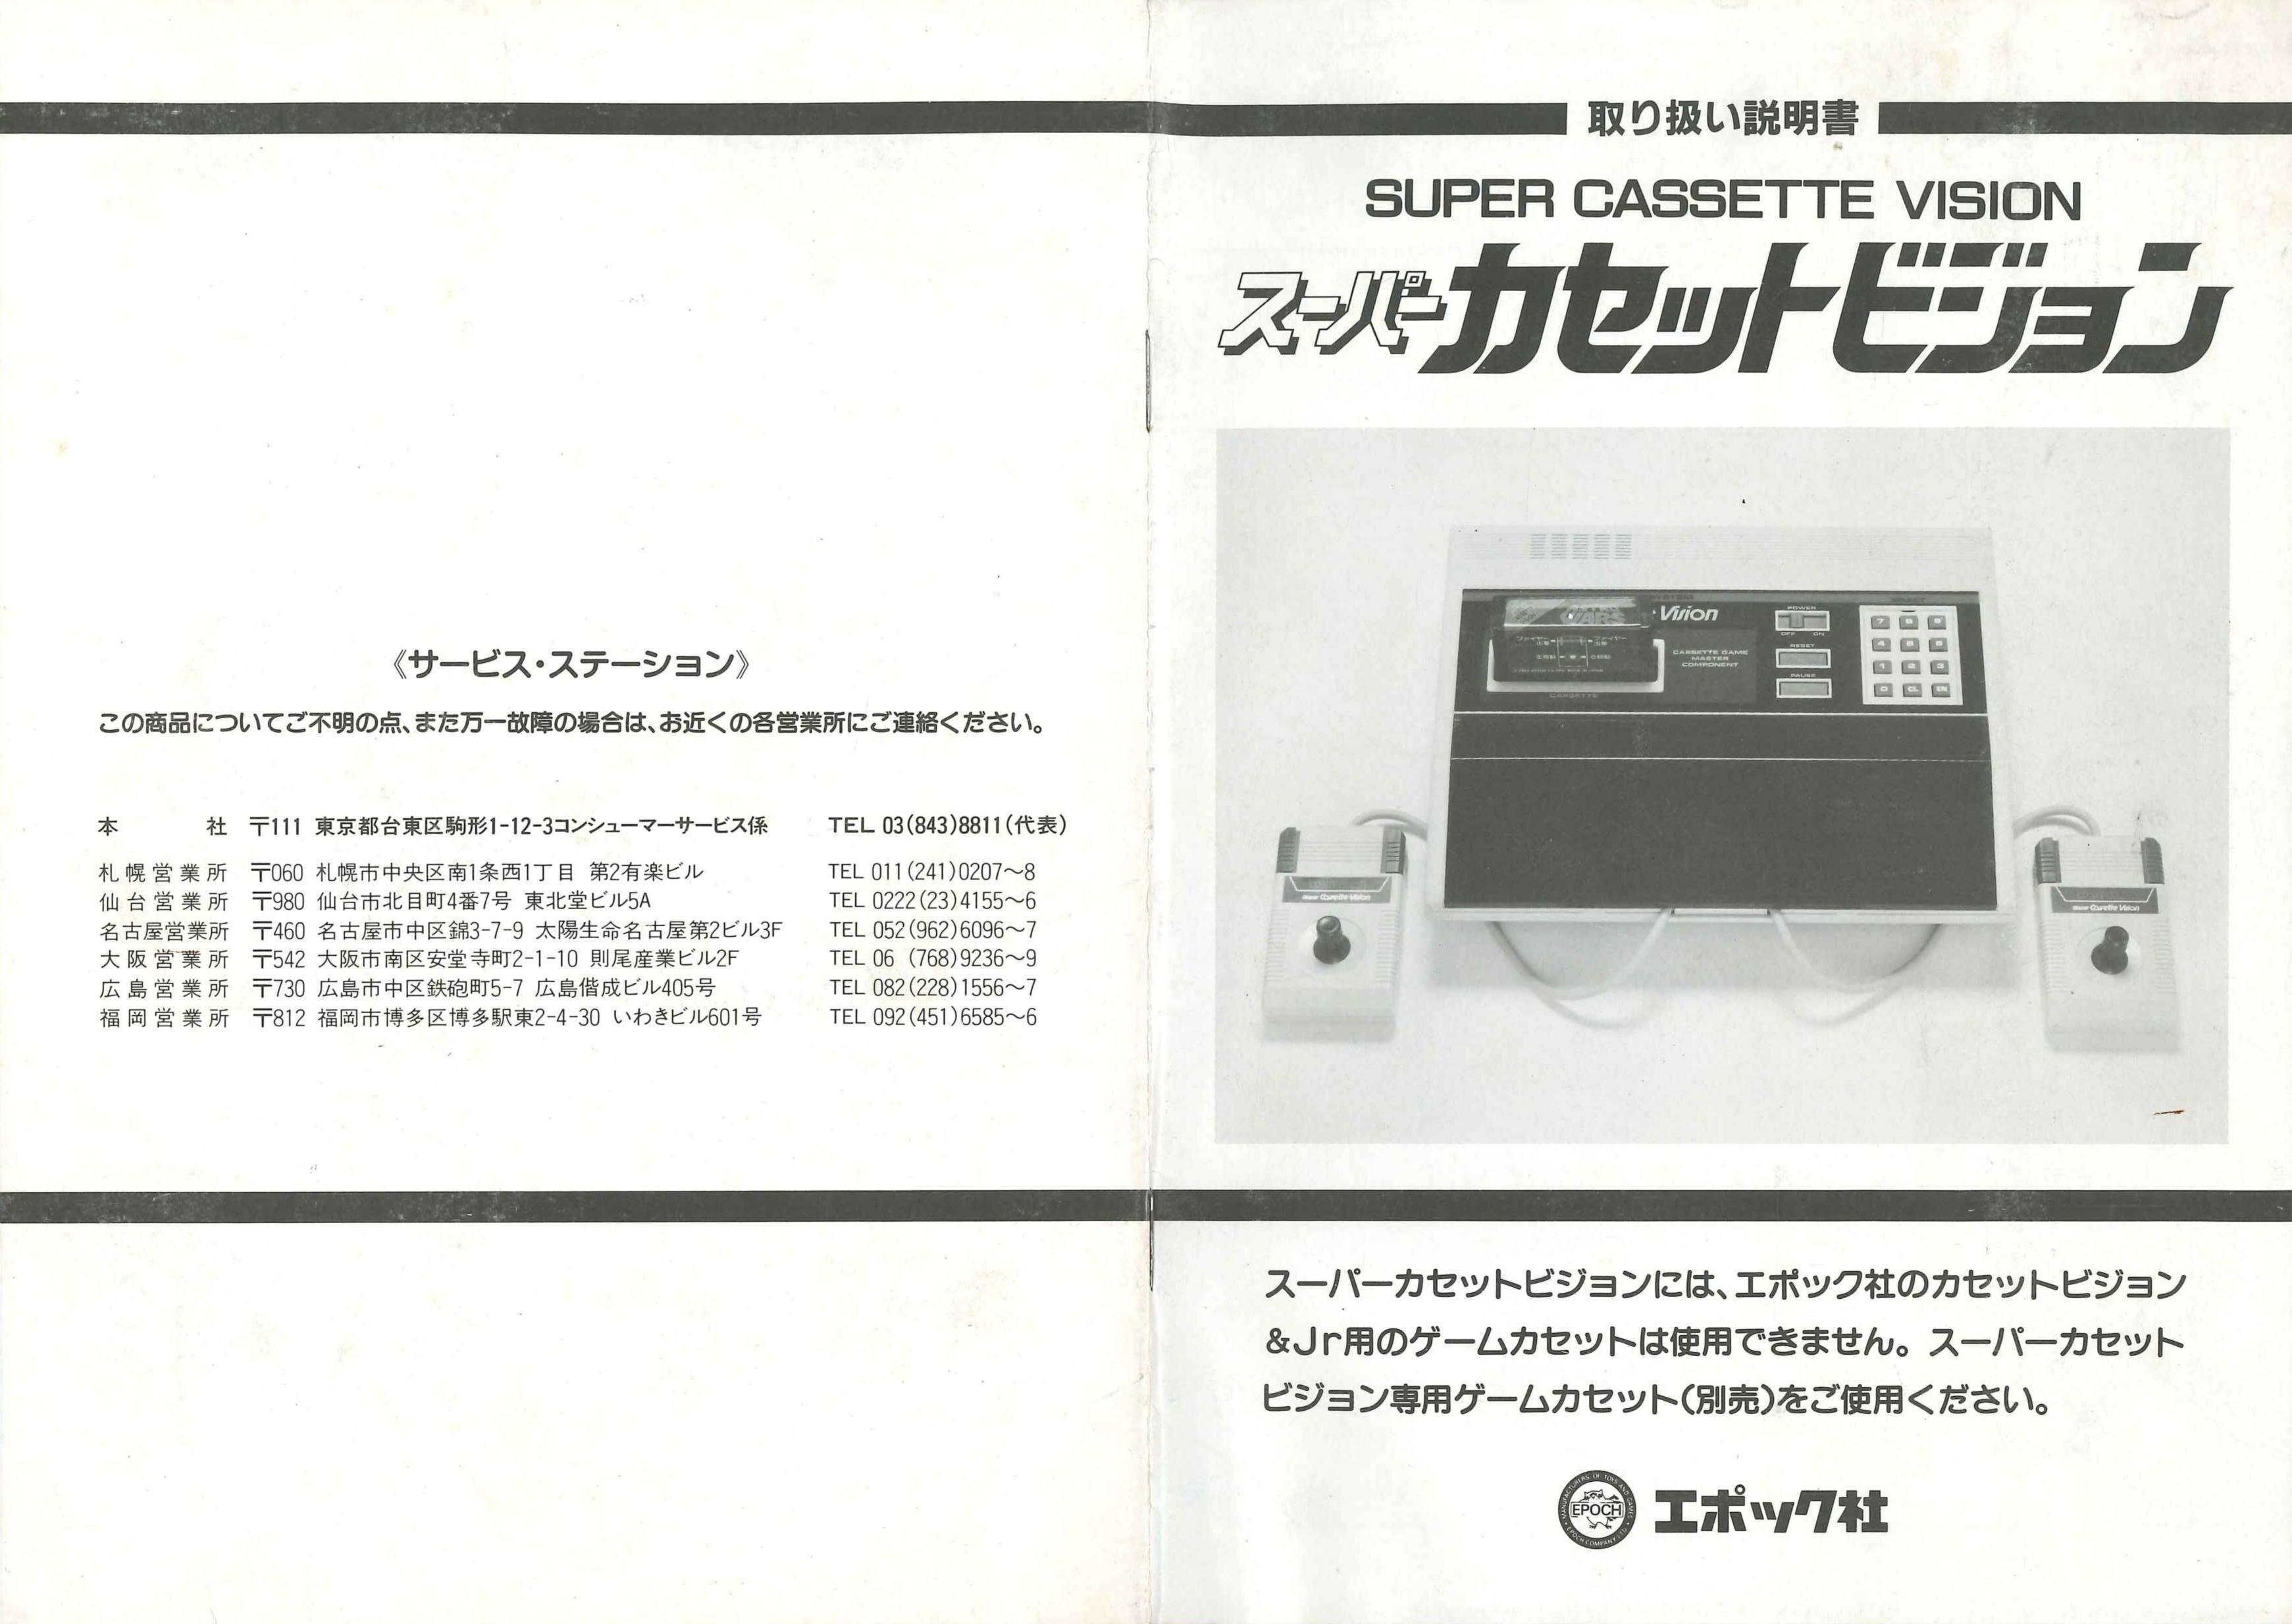 《サービス・ステーション》
この商品についてご不明の点、また万一故障の場合は、お近くの各営業所にご連絡ください。
本 社 〒111 東京都台東区駒形1-12-3コンシューマーサービス係 TEL 03(843)8811(代表)
札幌営業所 〒060 札幌市中央区南1条西1丁目 第2有楽ビル TEL 011(241)0207〜8
仙台営業所 〒980 仙台市北目町4番7号 東北堂ビル5A TEL 0222(23)4155〜6
名古屋営業所 〒460 名古屋市中区錦3-7-9 太陽生命名古屋第2ビル3F TEL 052(962)6096〜7
大阪営業所 〒542 大阪市南区安堂寺町2-1-10 則尾産業ビル2F TEL 06 (768)9236〜9
広島営業所 〒730 広島市中区鉄砲町5-7 広島偕成ビル405号 TEL 082(228)1556〜7
福岡営業所 〒812 福岡市博多区博多駅東2-4-30 いわきビル601号 TEL 092(451)6585〜6
取り扱い説明書
SUPER CASSETTE VISION
スーパーカセットビジョン
WARS
Vision
ファイヤー
ファイヤー
CASSETTE GAME
MASTER
COMPONENT
CASSETTE
POWER
OFF ON
RESET
PAUSE
SELECT
7 8 9
4 5 6
1 2 3
0 CL EN
Super Cassette Vision
Super Cassette Vision
スーパーカセットビジョンには、エポック社のカセットビジョン
&Jr用のゲームカセットは使用できません。スーパーカセット
ビジョン専用ゲームカセット(別売)をご使用ください。
MANUFACTURERS OF TOYS AND GAMES
EPOCH
EPOCH COMPANY LTD.
エポック社